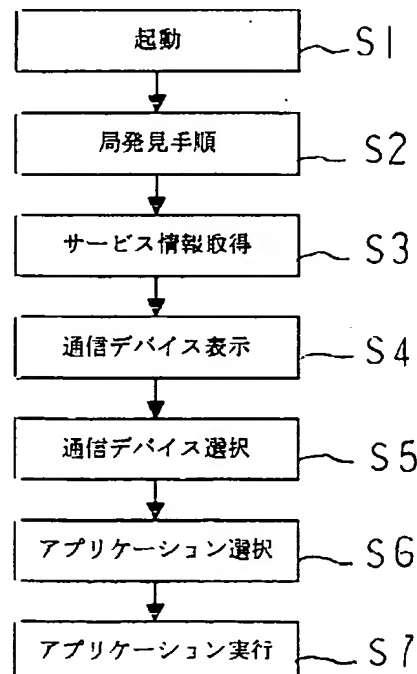 起動 S1
局発見手順 S2
サービス情報取得 S3
通信デバイス表示 S4
通信デバイス選択 S5
アプリケーション選択 S6
アプリケーション実行 S7